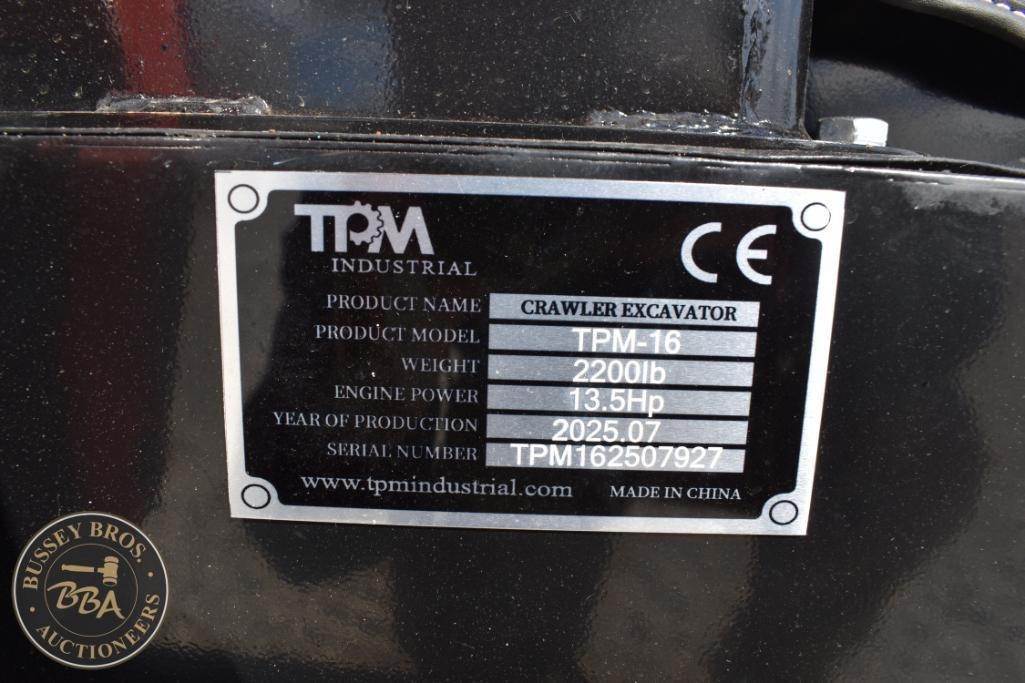 TPM
INDUSTRIAL
CE
PRODUCT NAME CRAWLER EXCAVATOR
PRODUCT MODEL TPM-16
WEIGHT 2200lb
ENGINE POWER 13.5Hp
YEAR OF PRODUCTION 2025.07
SERIAL NUMBER TPM162507927
www.tpmindustrial.com MADE IN CHINA
BUSSEY BROS.
BBA
AUCTIONEERS